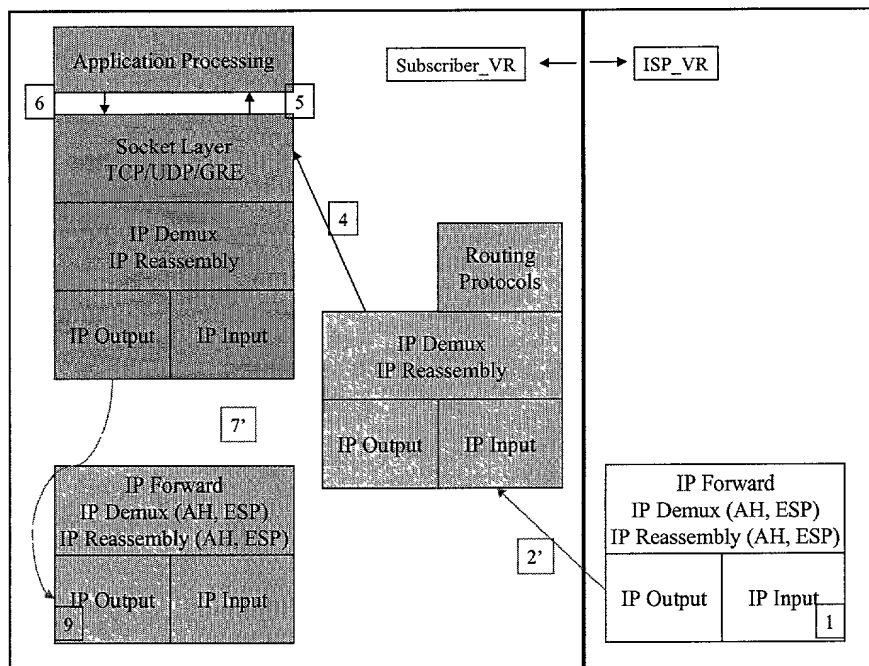 Application Processing
Subscriber_VR
ISP_VR
6
5
Socket Layer
TCP/UDP/GRE
4
IP Demux
IP Reassembly
Routing
Protocols
IP Output
IP Input
IP Demux
IP Reassembly
7’
IP Output
IP Input
IP Forward
IP Demux (AH, ESP)
IP Reassembly (AH, ESP)
IP Forward
IP Demux (AH, ESP)
IP Reassembly (AH, ESP)
2’
IP Output
IP Input
9
IP Output
IP Input
1